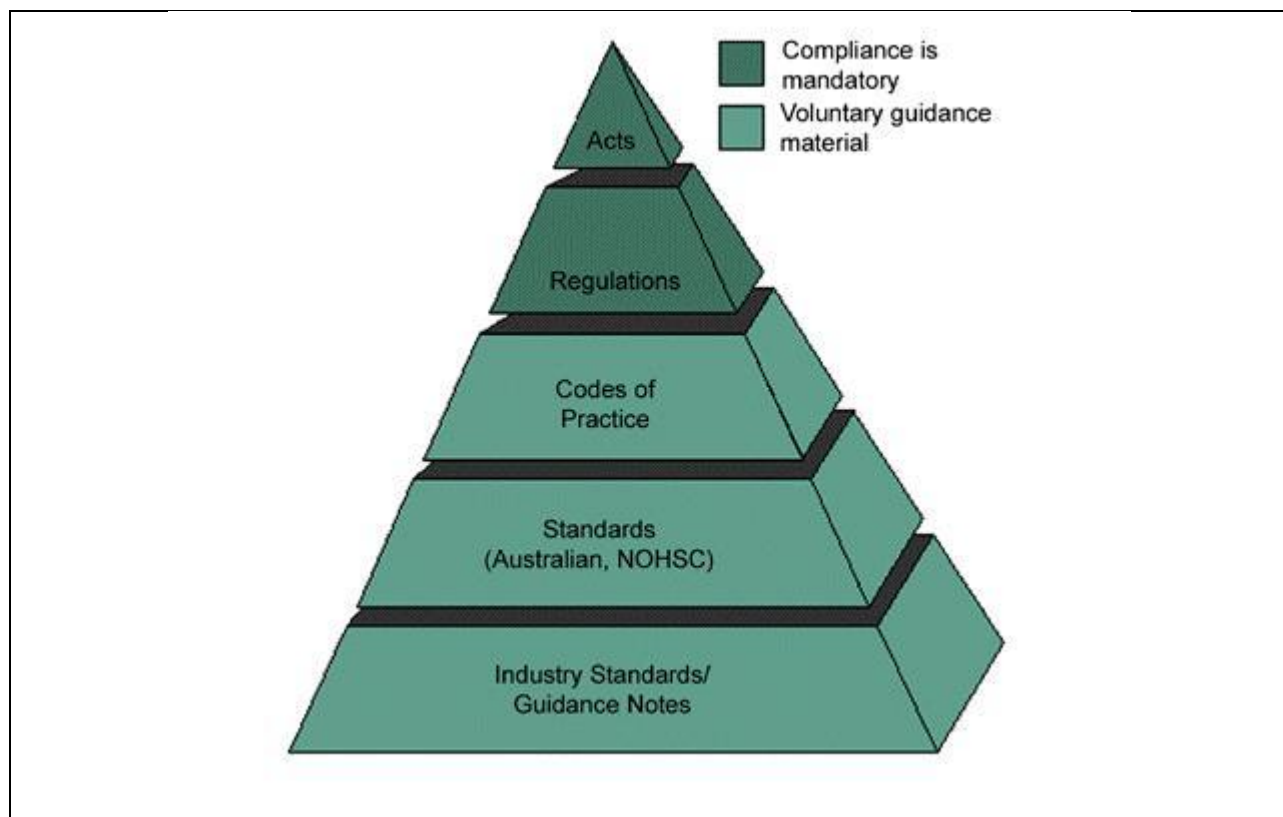 Compliance is
mandatory
Voluntary guidance
material
Acts
Regulations
Codes of
Practice
Standards
(Australian, NOHSC)
Industry Standards/
Guidance Notes